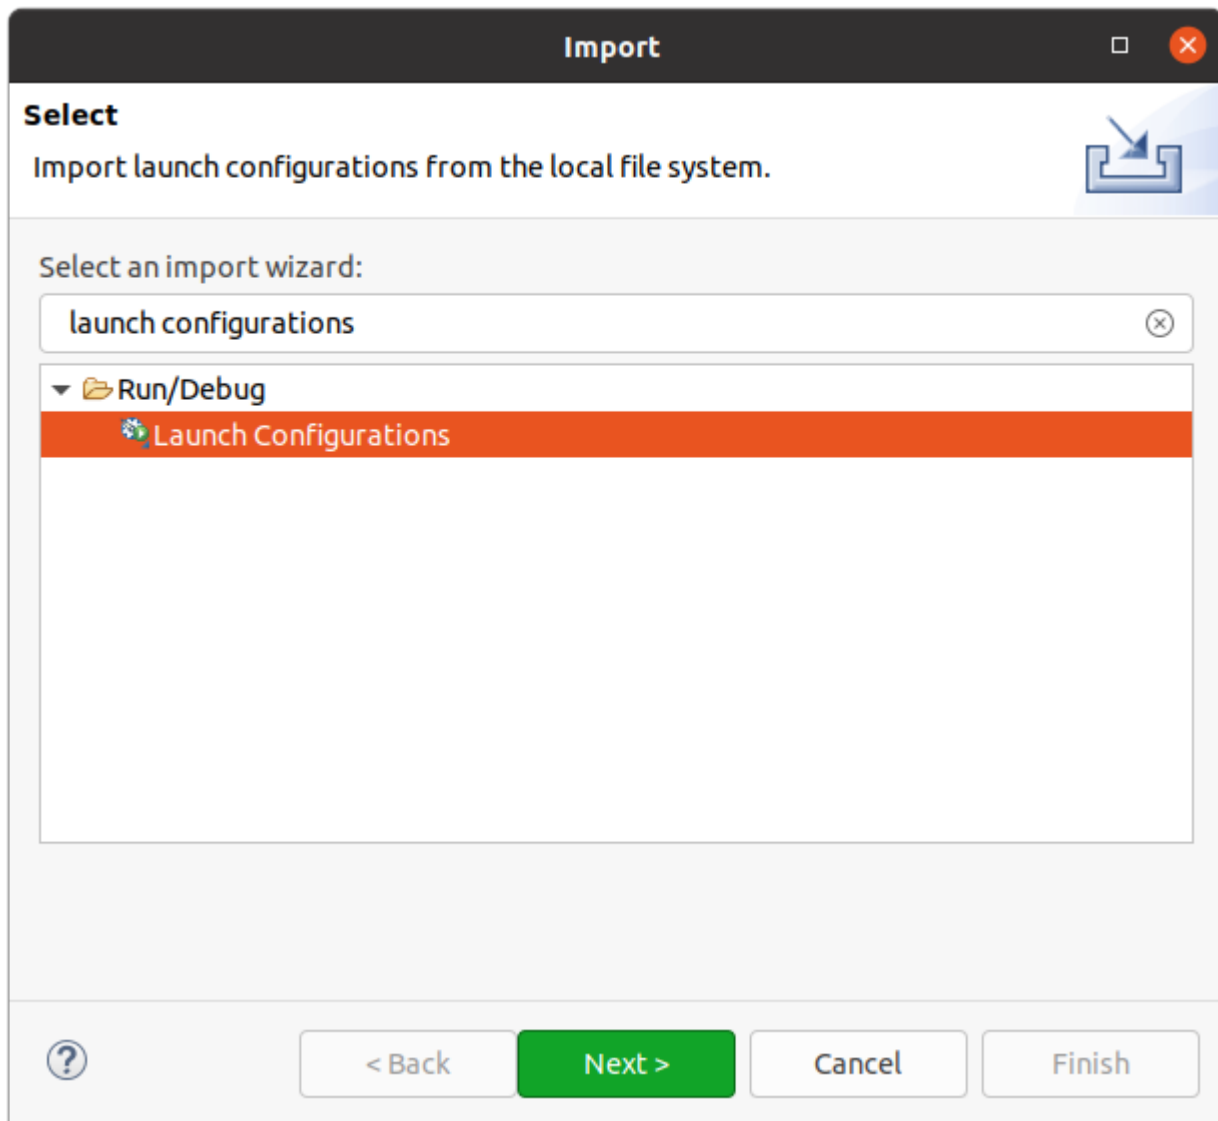 Import
Select
Import launch configurations from the local file system.
Select an import wizard:
launch configurations
Run/Debug
Launch Configurations
< Back
Next >
Cancel
Finish